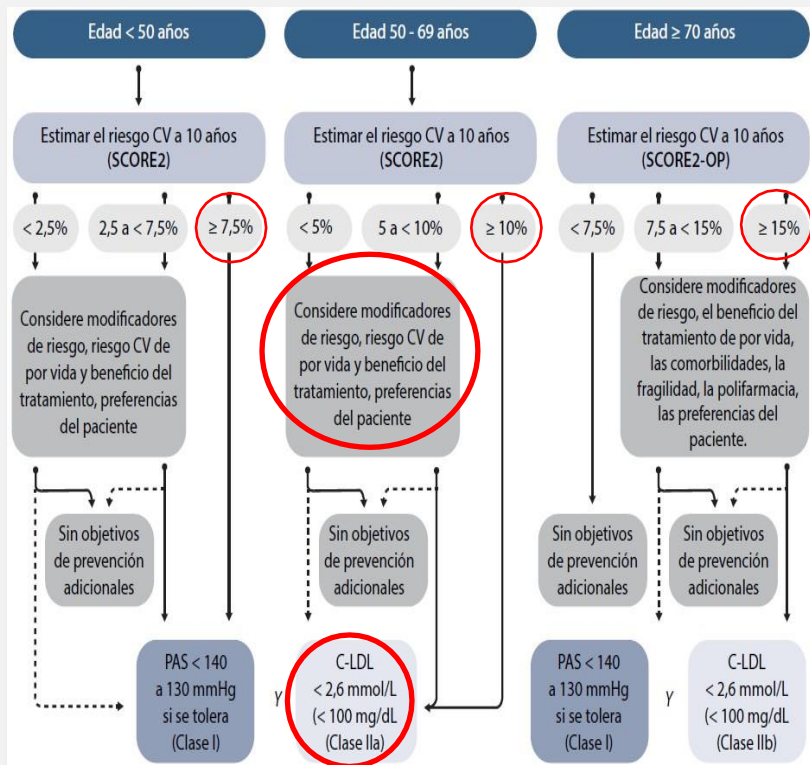 Edad < 50 años
Edad 50 - 69 años
Edad ≥ 70 años
Estimar el riesgo CV a 10 años
(SCORE2)
Estimar el riesgo CV a 10 años
(SCORE2)
Estimar el riesgo CV a 10 años
(SCORE2-OP)
< 2,5%
2,5 a < 7,5%
≥ 7,5%
< 5%
5 a < 10%
≥ 10%
< 7,5%
7,5 a < 15%
≥ 15%
Considere modificadores
de riesgo, riesgo CV de
por vida y beneficio del
tratamiento, preferencias
del paciente
Considere modificadores
de riesgo, riesgo CV de
por vida y beneficio del
tratamiento, preferencias
del paciente
Considere modificadores
de riesgo, el beneficio del
tratamiento de por vida,
las comorbilidades, la
fragilidad, la polifarmacia,
las preferencias del
paciente.
Sin objetivos
de prevención
adicionales
Sin objetivos
de prevención
adicionales
Sin objetivos
de prevención
adicionales
Sin objetivos
de prevención
adicionales
PAS < 140
a 130 mmHg
si se tolera
(Clase I)
Y
C-LDL
< 2,6 mmol/L
(< 100 mg/dL
(Clase IIa)
PAS < 140
a 130 mmHg
si se tolera
(Clase I)
Y
C-LDL
< 2,6 mmol/L
(< 100 mg/dL
(Clase IIb)